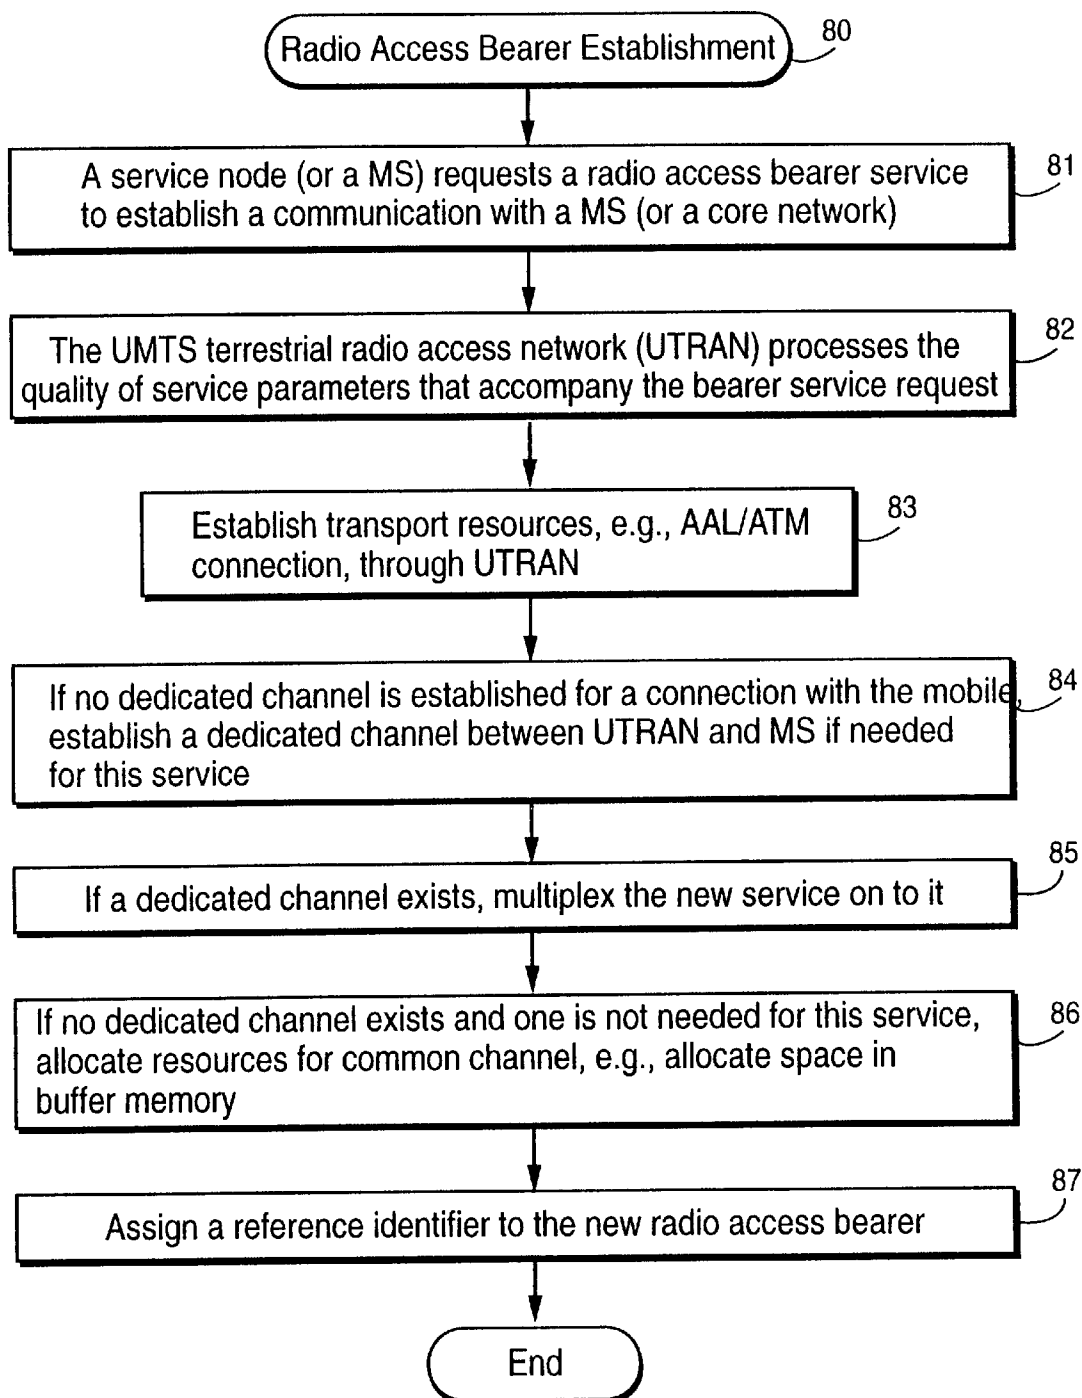 Radio Access Bearer Establishment
80
A service node (or a MS) requests a radio access bearer service
to establish a communication with a MS (or a core network)
81
The UMTS terrestrial radio access network (UTRAN) processes the
quality of service parameters that accompany the bearer service request
82
Establish transport resources, e.g., AAL/ATM
connection, through UTRAN
83
If no dedicated channel is established for a connection with the mobile,
establish a dedicated channel between UTRAN and MS if needed
for this service
84
If a dedicated channel exists, multiplex the new service on to it
85
If no dedicated channel exists and one is not needed for this service,
allocate resources for common channel, e.g., allocate space in
buffer memory
86
Assign a reference identifier to the new radio access bearer
87
End